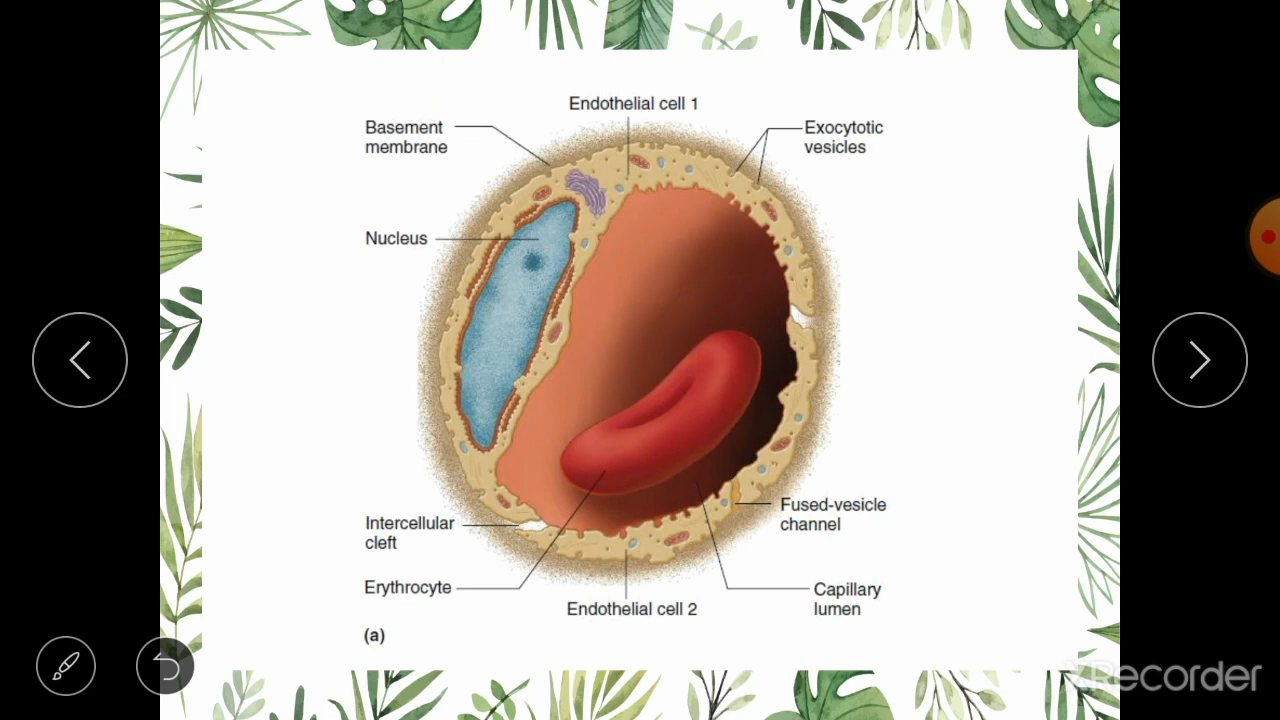 Endothelial cell 1
Basement
membrane
Exocytotic
vesicles
Nucleus
Fused-vesicle
channel
Intercellular
cleft
Erythrocyte
Capillary
lumen
Endothelial cell 2
(a)
XRecorder